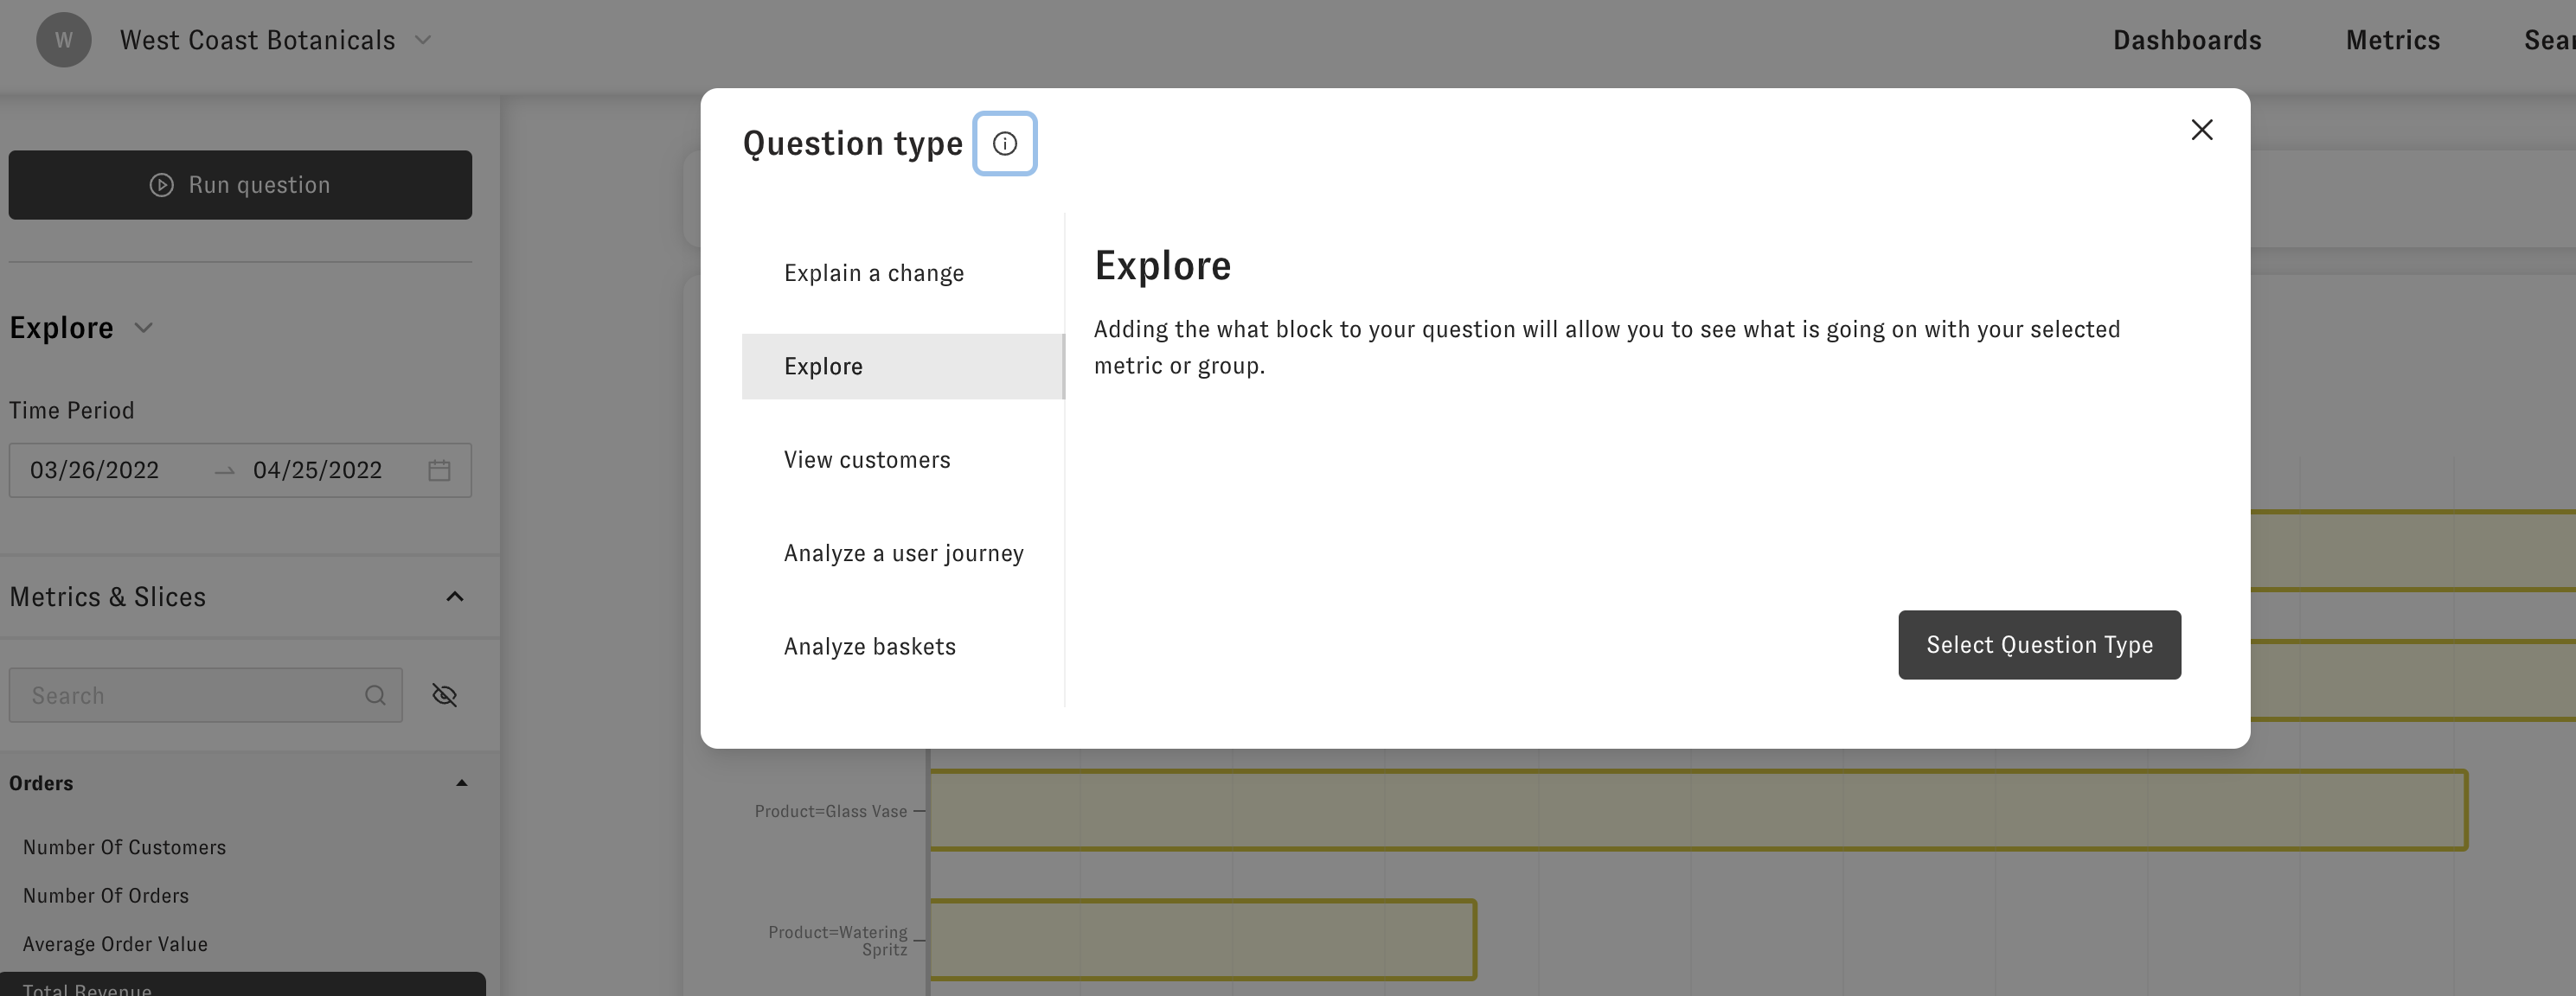 W
West Coast Botanicals
Dashboards
Metrics
Question type
Run question
Explain a change
Explore
View customers
Analyze a user journey
Analyze baskets
Explore
Adding the what block to your question will allow you to see what is going on with your selected
metric or group.
Select Question Type
Explore
Time Period
03/26/2022
04/25/2022
Metrics & Slices
Search
Orders
Number Of Customers
Number Of Orders
Average Order Value
Total Revenue
Product=Glass Vase
Product=Watering
Spritz